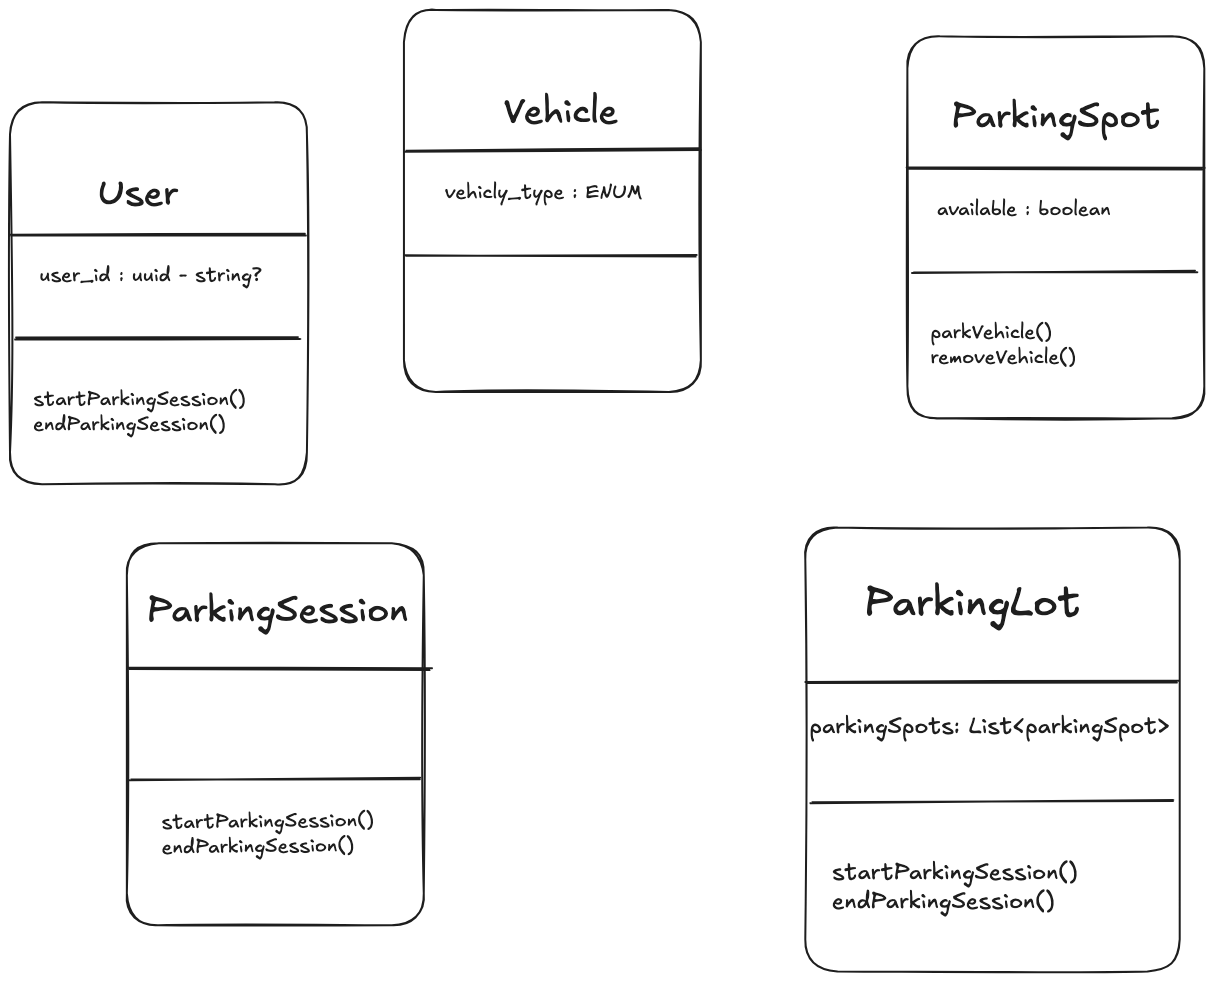 User
user_id : uuid - string?
startParkingSession()
endParkingSession()
Vehicle
vehicly_type : ENUM
ParkingSpot
available : boolean
parkVehicle()
removeVehicle()
ParkingSession
startParkingSession()
endParkingSession()
ParkingLot
parkingSpots: List<parkingSpot>
startParkingSession()
endParkingSession()